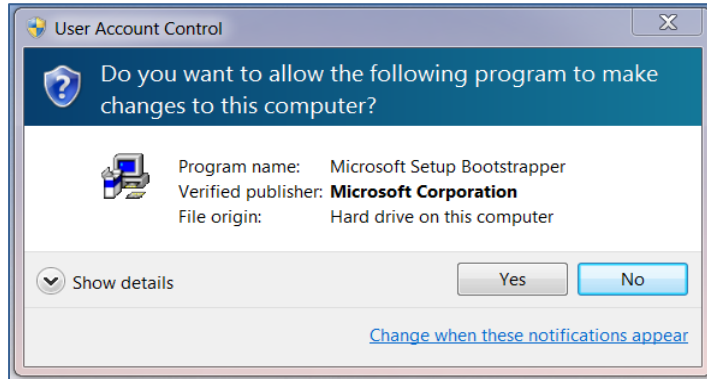 User Account Control
Do you want to allow the following program to make
changes to this computer?
Program name: Microsoft Setup Bootstrapper
Verified publisher: Microsoft Corporation
File origin: Hard drive on this computer
Show details
Yes
No
Change when these notifications appear